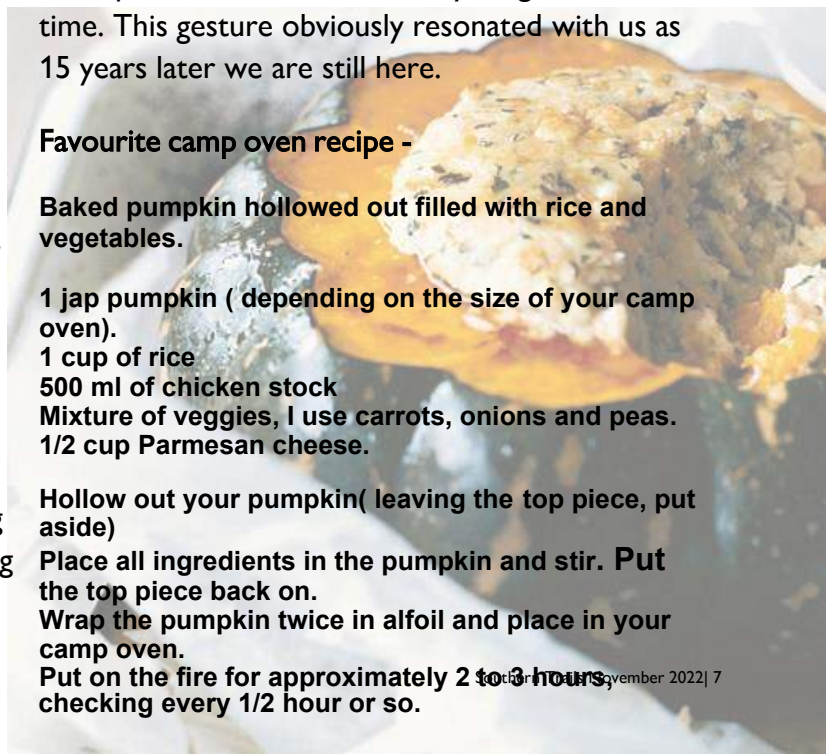 time. This gesture obviously resonated with us as
15 years later we are still here.
Favourite camp oven recipe -
Baked pumpkin hollowed out filled with rice and
vegetables.
1 jap pumpkin ( depending on the size of your camp
oven).
1 cup of rice
500 ml of chicken stock
Mixture of veggies, I use carrots, onions and peas.
1/2 cup Parmesan cheese.
Hollow out your pumpkin( leaving the top piece, put
aside)
Place all ingredients in the pumpkin and stir. Put
the top piece back on.
Wrap the pumpkin twice in alfoil and place in your
camp oven.
Put on the fire for approximately 2 to 3 hours,
Southern Trails November 2022| 7
checking every 1/2 hour or so.